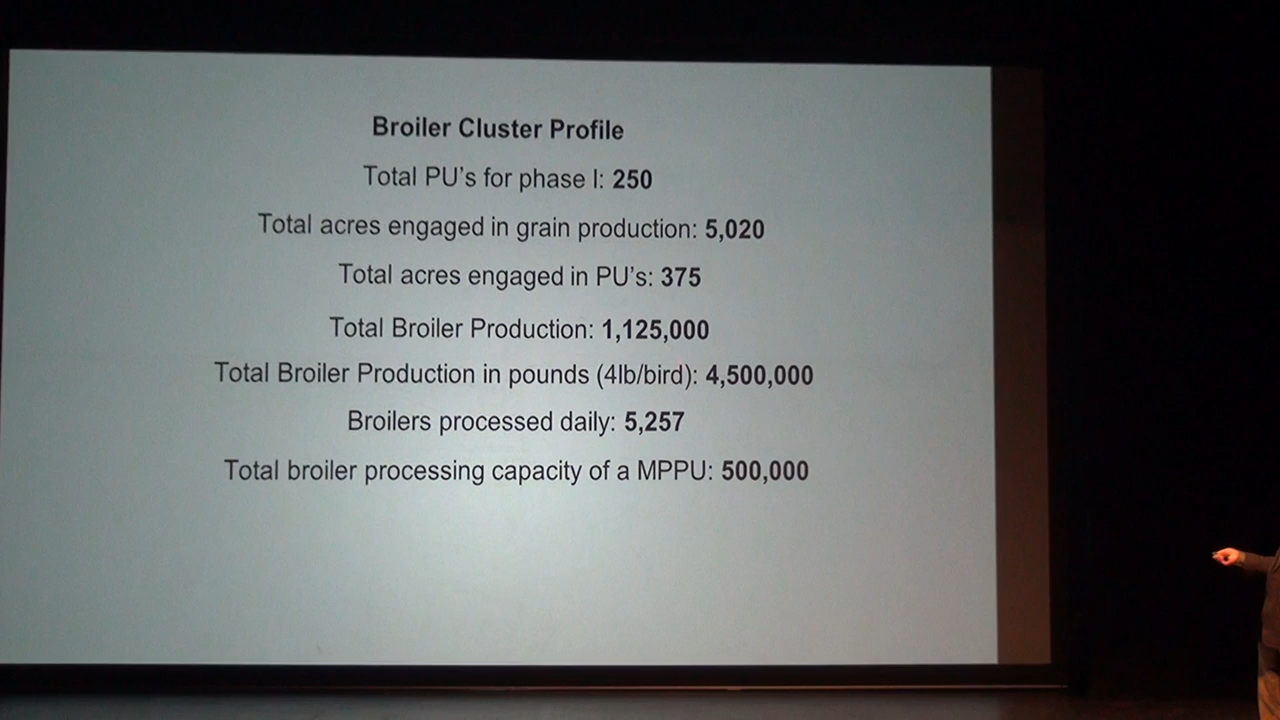 Broiler Cluster Profile
Total PU's for phase I: 250
Total acres engaged in grain production: 5,020
Total acres engaged in PU's: 375
Total Broiler Production: 1,125,000
Total Broiler Production in pounds (4lb/bird): 4,500,000
Broilers processed daily: 5,257
Total broiler processing capacity of a MPPU: 500,000